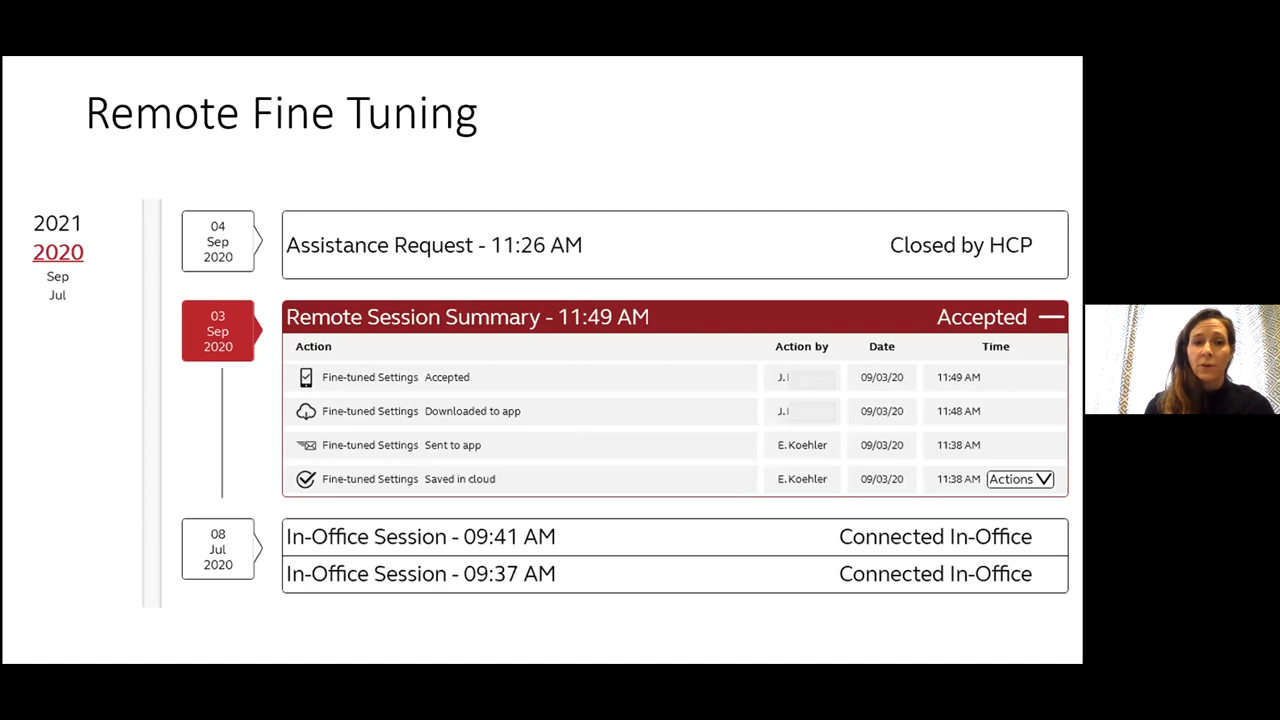 Remote Fine Tuning
2021
2020
Sep
Jul
04
Sep
2020
Assistance Request - 11:26 AM Closed by HCP
03
Sep
2020
Remote Session Summary - 11:49 AM Accepted
Action Action by Date Time
Fine-tuned Settings Accepted J. 09/03/20 11:49 AM
Fine-tuned Settings Downloaded to app J. 09/03/20 11:48 AM
Fine-tuned Settings Sent to app E. Koehler 09/03/20 11:38 AM
Fine-tuned Settings Saved in cloud E. Koehler 09/03/20 11:38 AM Actions
08
Jul
2020
In-Office Session - 09:41 AM Connected In-Office
In-Office Session - 09:37 AM Connected In-Office